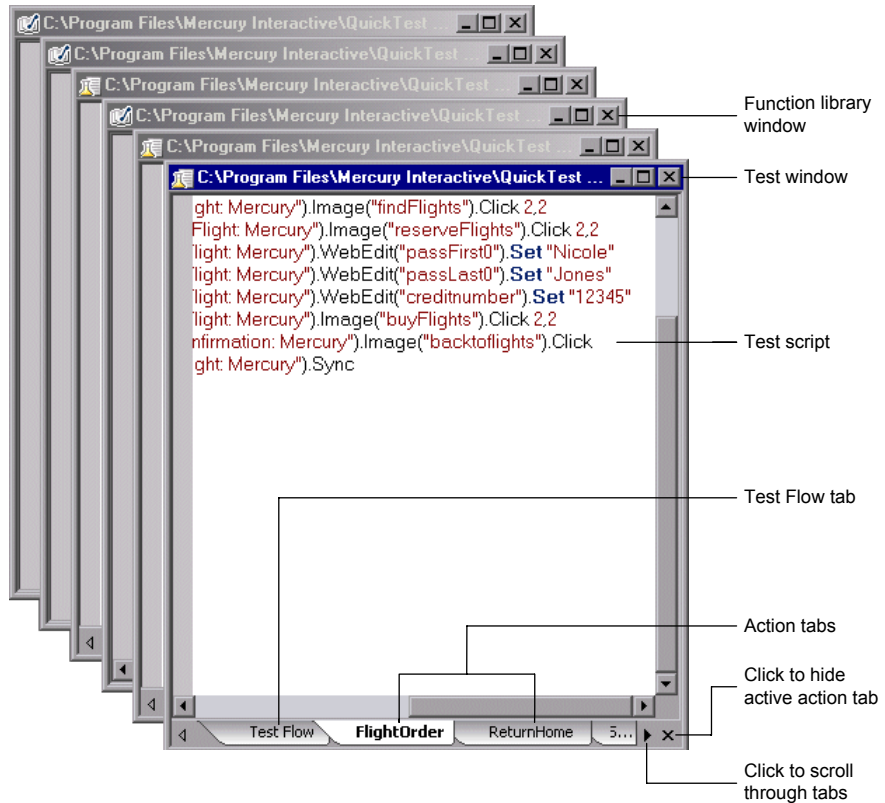 C:\Program Files\Mercury Interactive\QuickTest ...
C:\Program Files\Mercury Interactive\QuickTest ...
C:\Program Files\Mercury Interactive\QuickTest ...
C:\Program Files\Mercury Interactive\QuickTest ...
Function library
window
C:\Program Files\Mercury Interactive\QuickTest ...
C:\Program Files\Mercury Interactive\QuickTest ...
Test window
ght: Mercury").Image("findFlights").Click 2,2
Flight: Mercury").Image("reserveFlights").Click 2,2
light: Mercury").WebEdit("passFirst0").Set "Nicole"
light: Mercury").WebEdit("passLast0").Set "Jones"
light: Mercury").WebEdit("creditnumber").Set "12345"
light: Mercury").Image("buyFlights").Click 2,2
nfirmation: Mercury").Image("backtoflights").Click
Test script
ght: Mercury").Sync
Test Flow tab
Action tabs
Click to hide
active action tab
Test Flow FlightOrder ReturnHome 5...
Click to scroll
through tabs